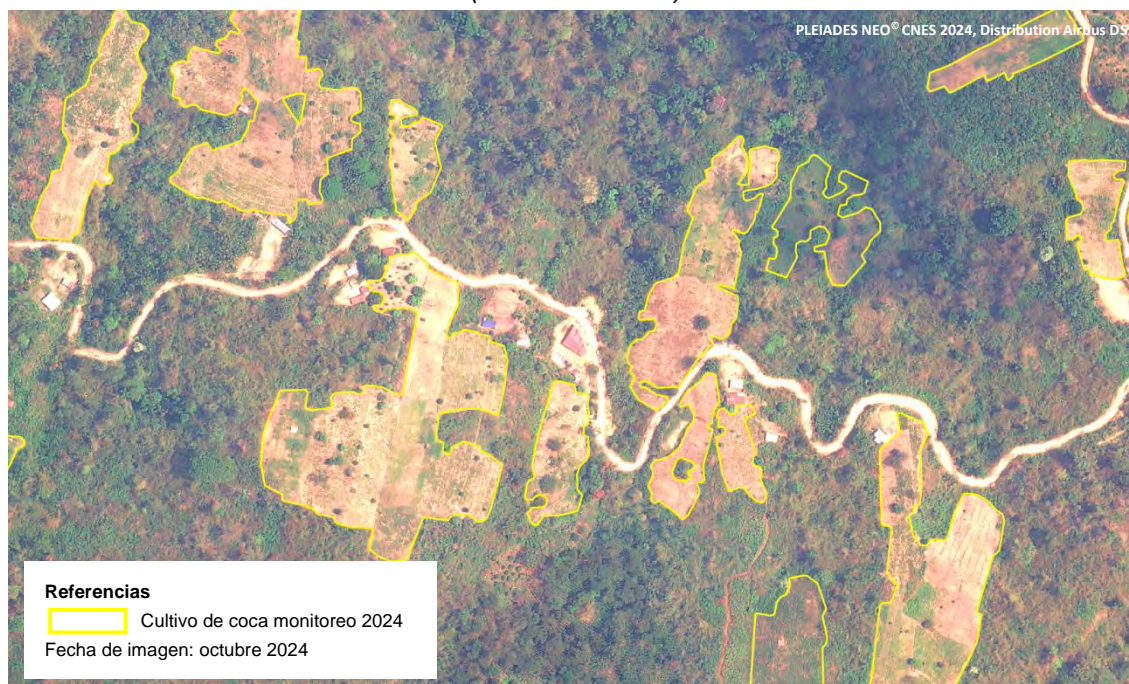 PLEIADES NEO© CNES 2024, Distribution Airbus DS
Referencias
Cultivo de coca monitoreo 2024
Fecha de imagen: octubre 2024